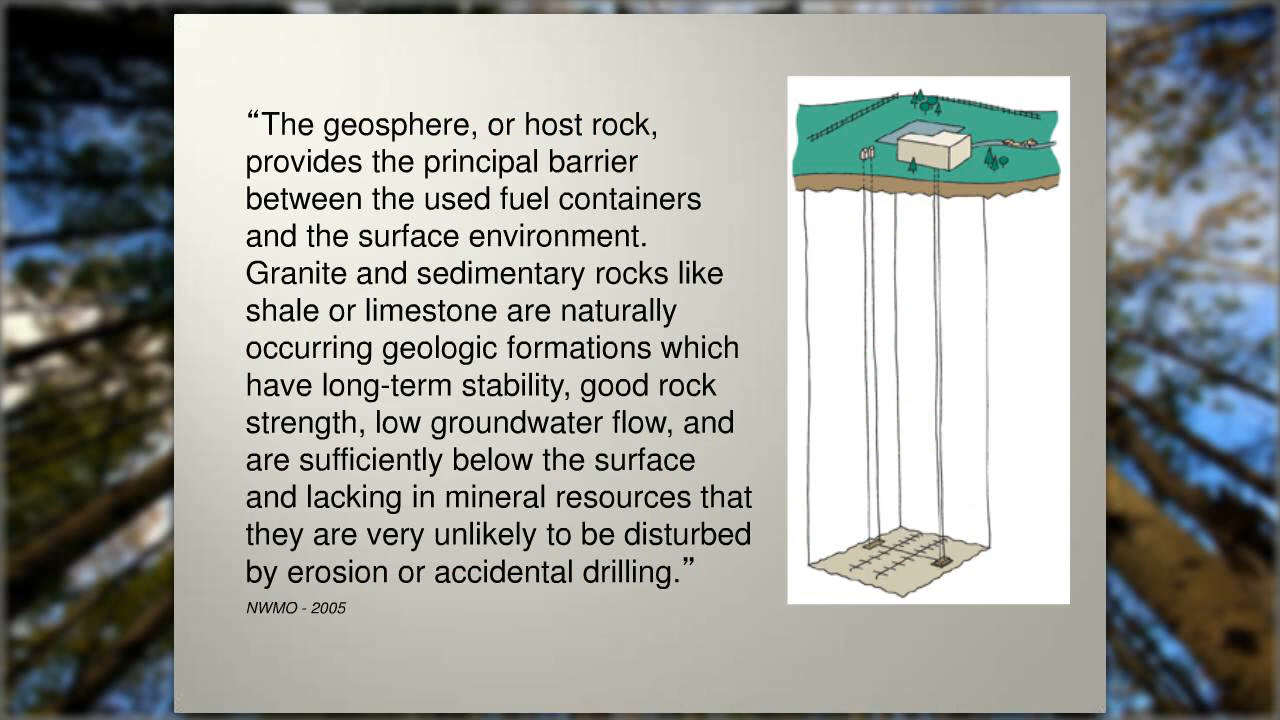 “The geosphere, or host rock,
provides the principal barrier
between the used fuel containers
and the surface environment.
Granite and sedimentary rocks like
shale or limestone are naturally
occurring geologic formations which
have long-term stability, good rock
strength, low groundwater flow, and
are sufficiently below the surface
and lacking in mineral resources that
they are very unlikely to be disturbed
by erosion or accidental drilling.”
NWMO - 2005